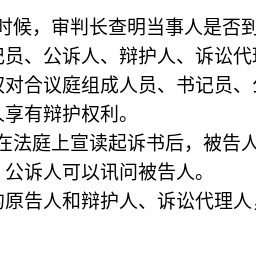 时候，审判长查明当事人是否到
记员、公诉人、辩护人、诉讼代理
权对合议庭组成人员、书记员、公
人享有辩护权利。
在法庭上宣读起诉书后，被告人
公诉人可以讯问被告人。
的原告人和辩护人、诉讼代理人，